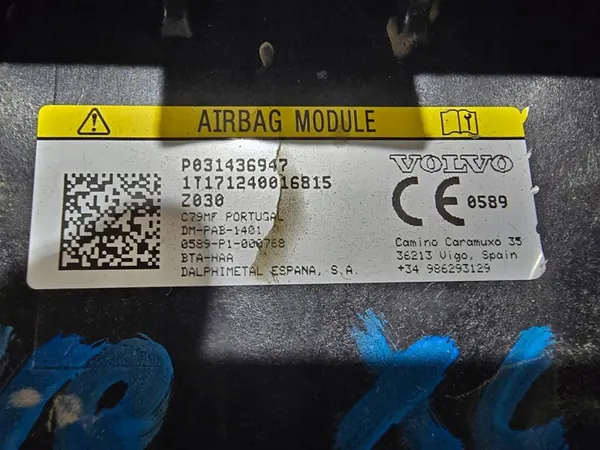 AIRBAG MODULE
P031436947
1T171240016815
Z030
C79MF PORTUGAL
DM-PAB-1401
0589-P1-000768
BTA-HAA
DALPHIMETAL ESPANA, S.A.
VOLVO
CE 0589
Camino Caramuxo 35
36213 Vigo, Spain
+34 986293129
XC